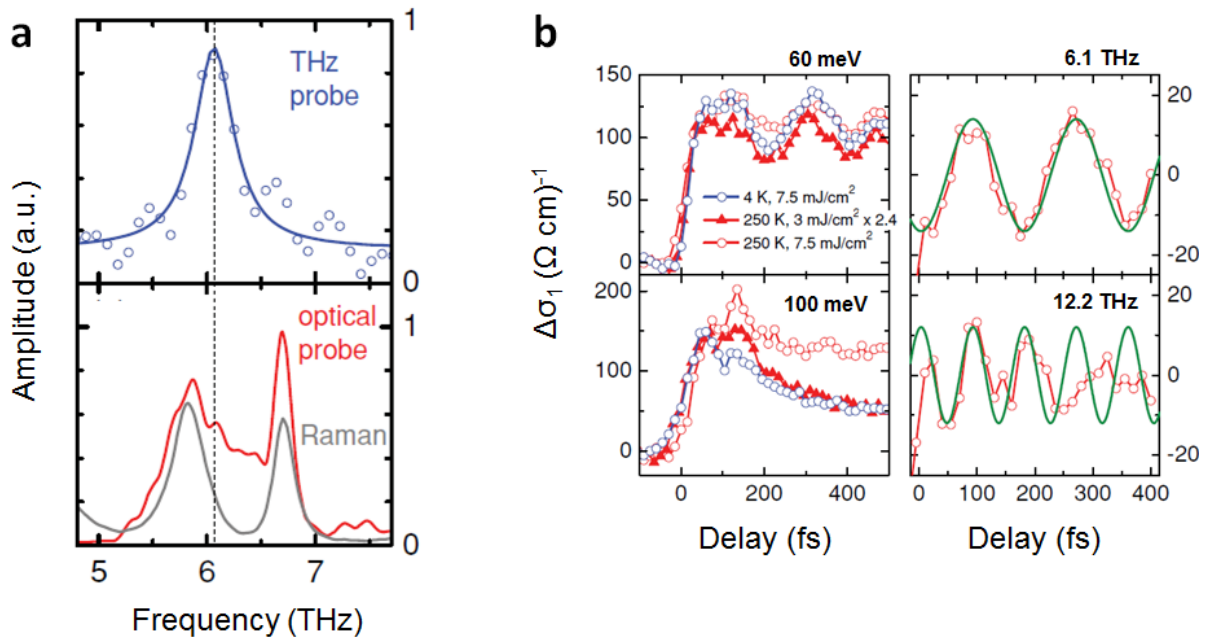 a
1
THz
probe
0
1
optical
probe
Raman
0
5
6
7
Amplitude (a.u.)
Frequency (THz)
b
60 meV
150
100
50
0
4 K, 7.5 mJ/cm²
250 K, 3 mJ/cm² x 2.4
250 K, 7.5 mJ/cm²
100 meV
200
100
0
0
200
400
Δσ₁ (Ω cm)⁻¹
Delay (fs)
6.1 THz
20
0
-20
12.2 THz
20
0
-20
0
100
200
300
400
Delay (fs)